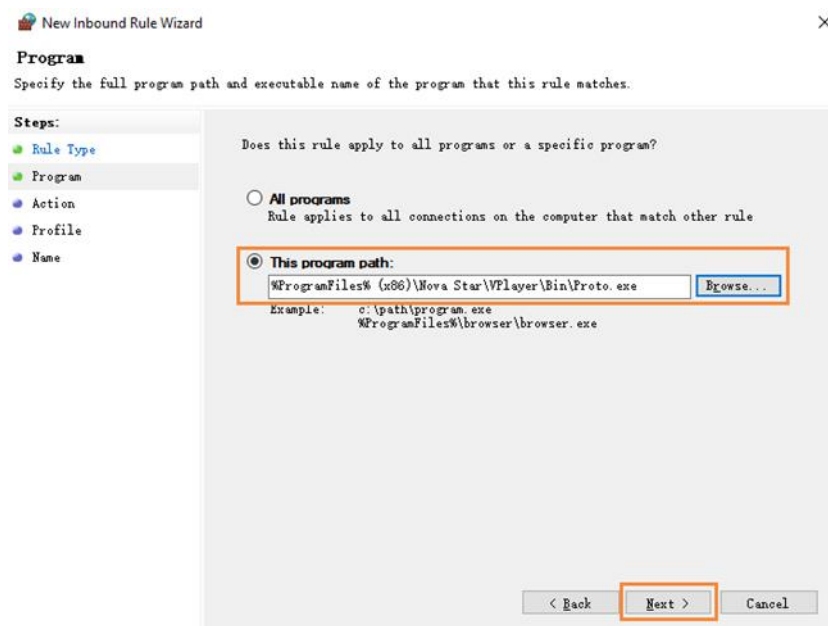 New Inbound Rule Wizard
Program
Specify the full program path and executable name of the program that this rule matches.
Steps:
Rule Type
Program
Action
Profile
Name
Does this rule apply to all programs or a specific program?
All programs
Rule applies to all connections on the computer that match other rule
This program path:
%ProgramFiles% (x86)\Nova Star\VPlayer\Bin\Proto.exe
Browse...
Example: c:\path\program.exe
%ProgramFiles%\browser\browser.exe
< Back
Next >
Cancel